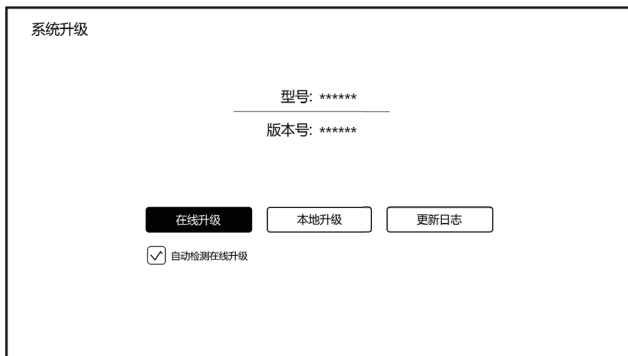 系统升级
型号: ******
版本号: ******
在线升级 本地升级 更新日志
自动检测在线升级